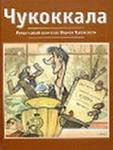 Чукоккала
Рукописный альманах Корнея Чуковского